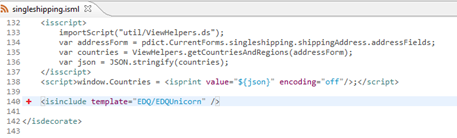 singleshipping.isml
132 <isscript>
133 importScript("util/ViewHelpers.ds");
134 var addressForm = pdict.CurrentForms.singleshipping.shippingAddress.addressFields;
135 var countries = ViewHelpers.getCountriesAndRegions(addressForm);
136 var json = JSON.stringify(countries);
137 </isscript>
138 <script>window.Countries = <isprint value="${json}" encoding="off"/>;</script>
139
140 <isinclude template="EDQ/EDQUnicorn" />
141
142 </isdecorate>
143